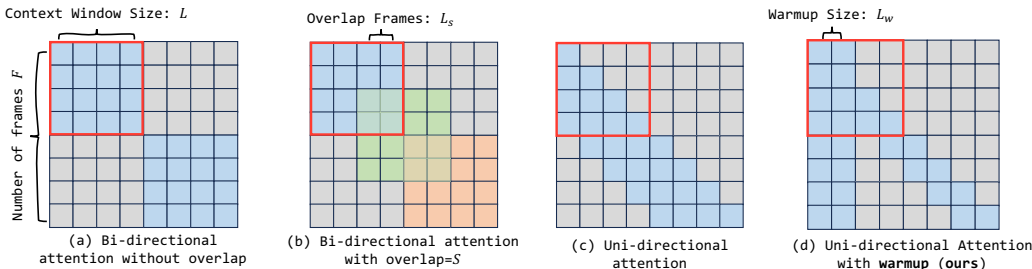 Context Window Size: L
Overlap Frames: Lₛ
Warmup Size: L_w
Number of frames F
(a) Bi-directional
attention without overlap
(b) Bi-directional attention
with overlap=S
(c) Uni-directional
attention
(d) Uni-directional Attention
with warmup (ours)